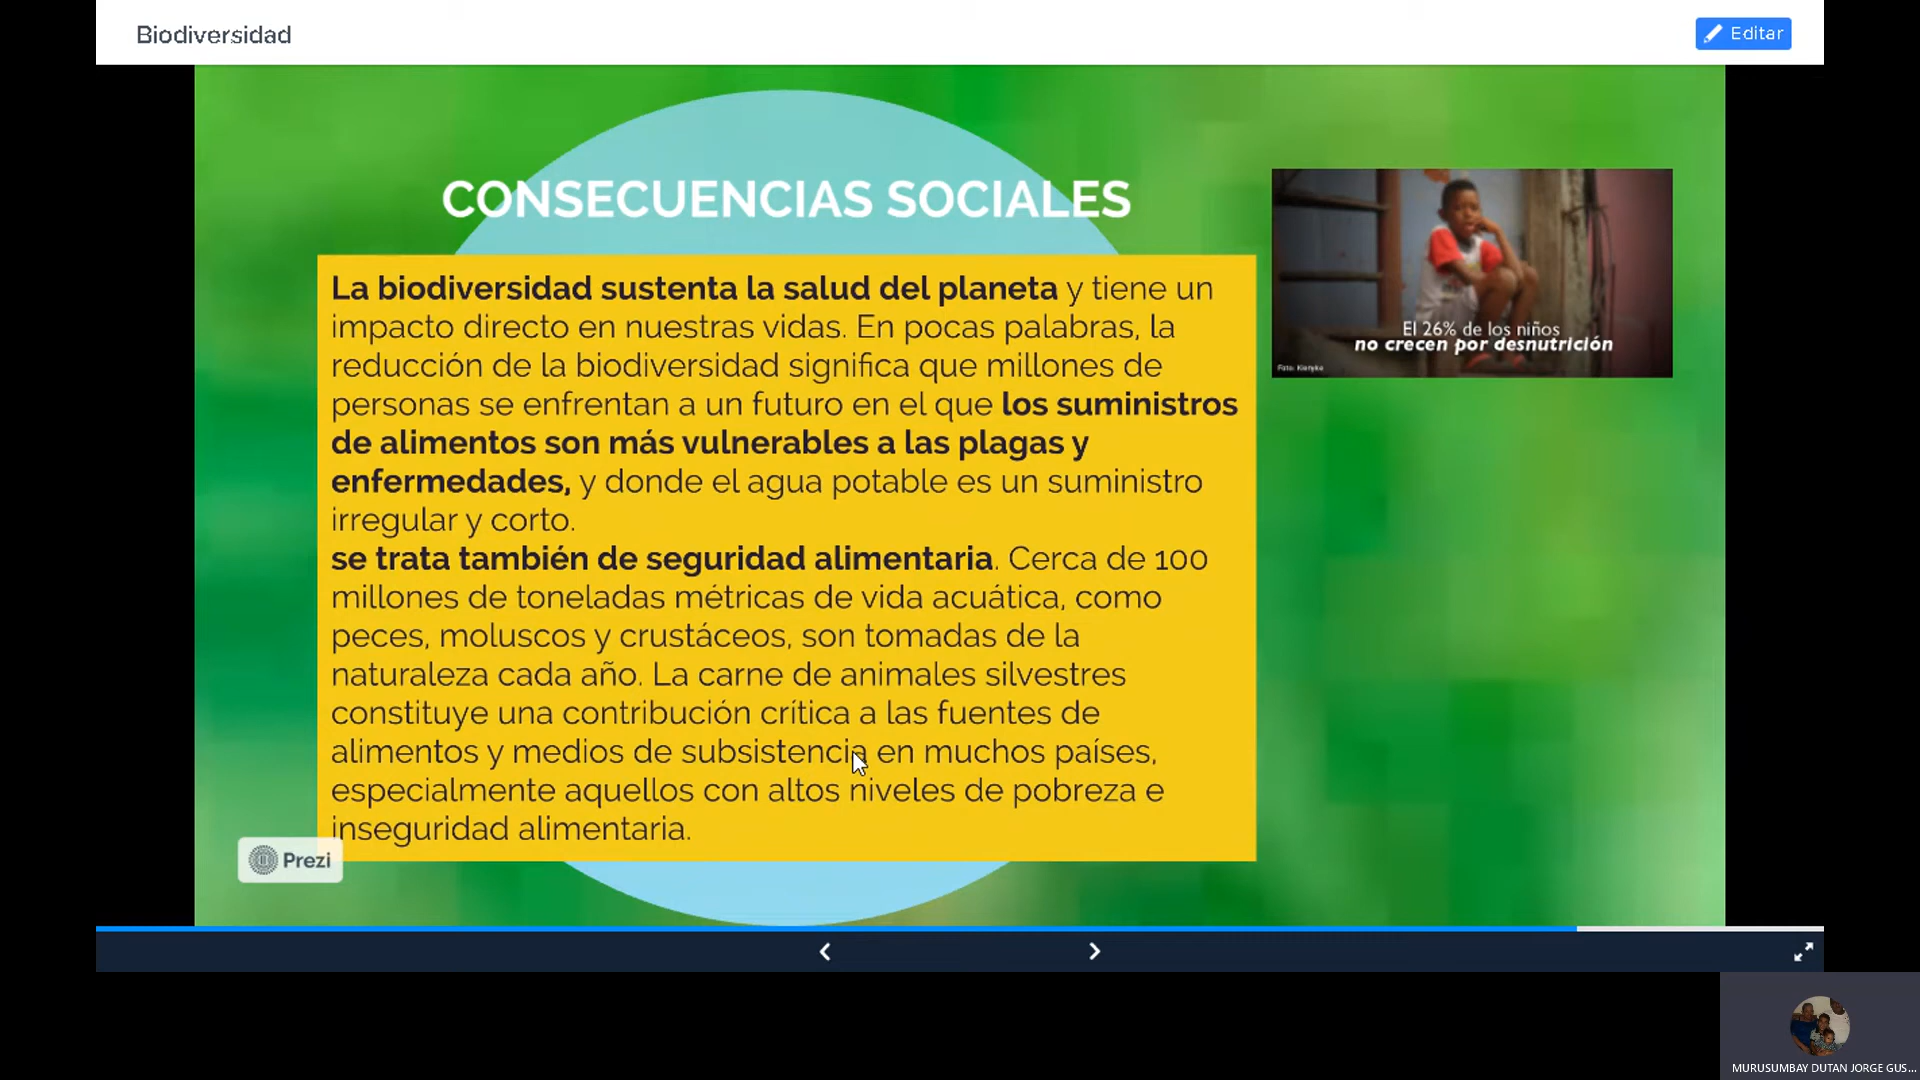 Biodiversidad
Editar
CONSECUENCIAS SOCIALES
La biodiversidad sustenta la salud del planeta y tiene un
impacto directo en nuestras vidas. En pocas palabras, la
reducción de la biodiversidad significa que millones de
personas se enfrentan a un futuro en el que los suministros
de alimentos son más vulnerables a las plagas y
enfermedades, y donde el agua potable es un suministro
irregular y corto.
se trata también de seguridad alimentaria. Cerca de 100
millones de toneladas métricas de vida acuática, como
peces, moluscos y crustáceos, son tomadas de la
naturaleza cada año. La carne de animales silvestres
constituye una contribución crítica a las fuentes de
alimentos y medios de subsistencia en muchos países,
especialmente aquellos con altos niveles de pobreza e
inseguridad alimentaria.
El 26% de los niños
no crecen por desnutrición
Foto: Kienyke
Prezi
MURUSUMBAY DUTAN JORGE GUS...